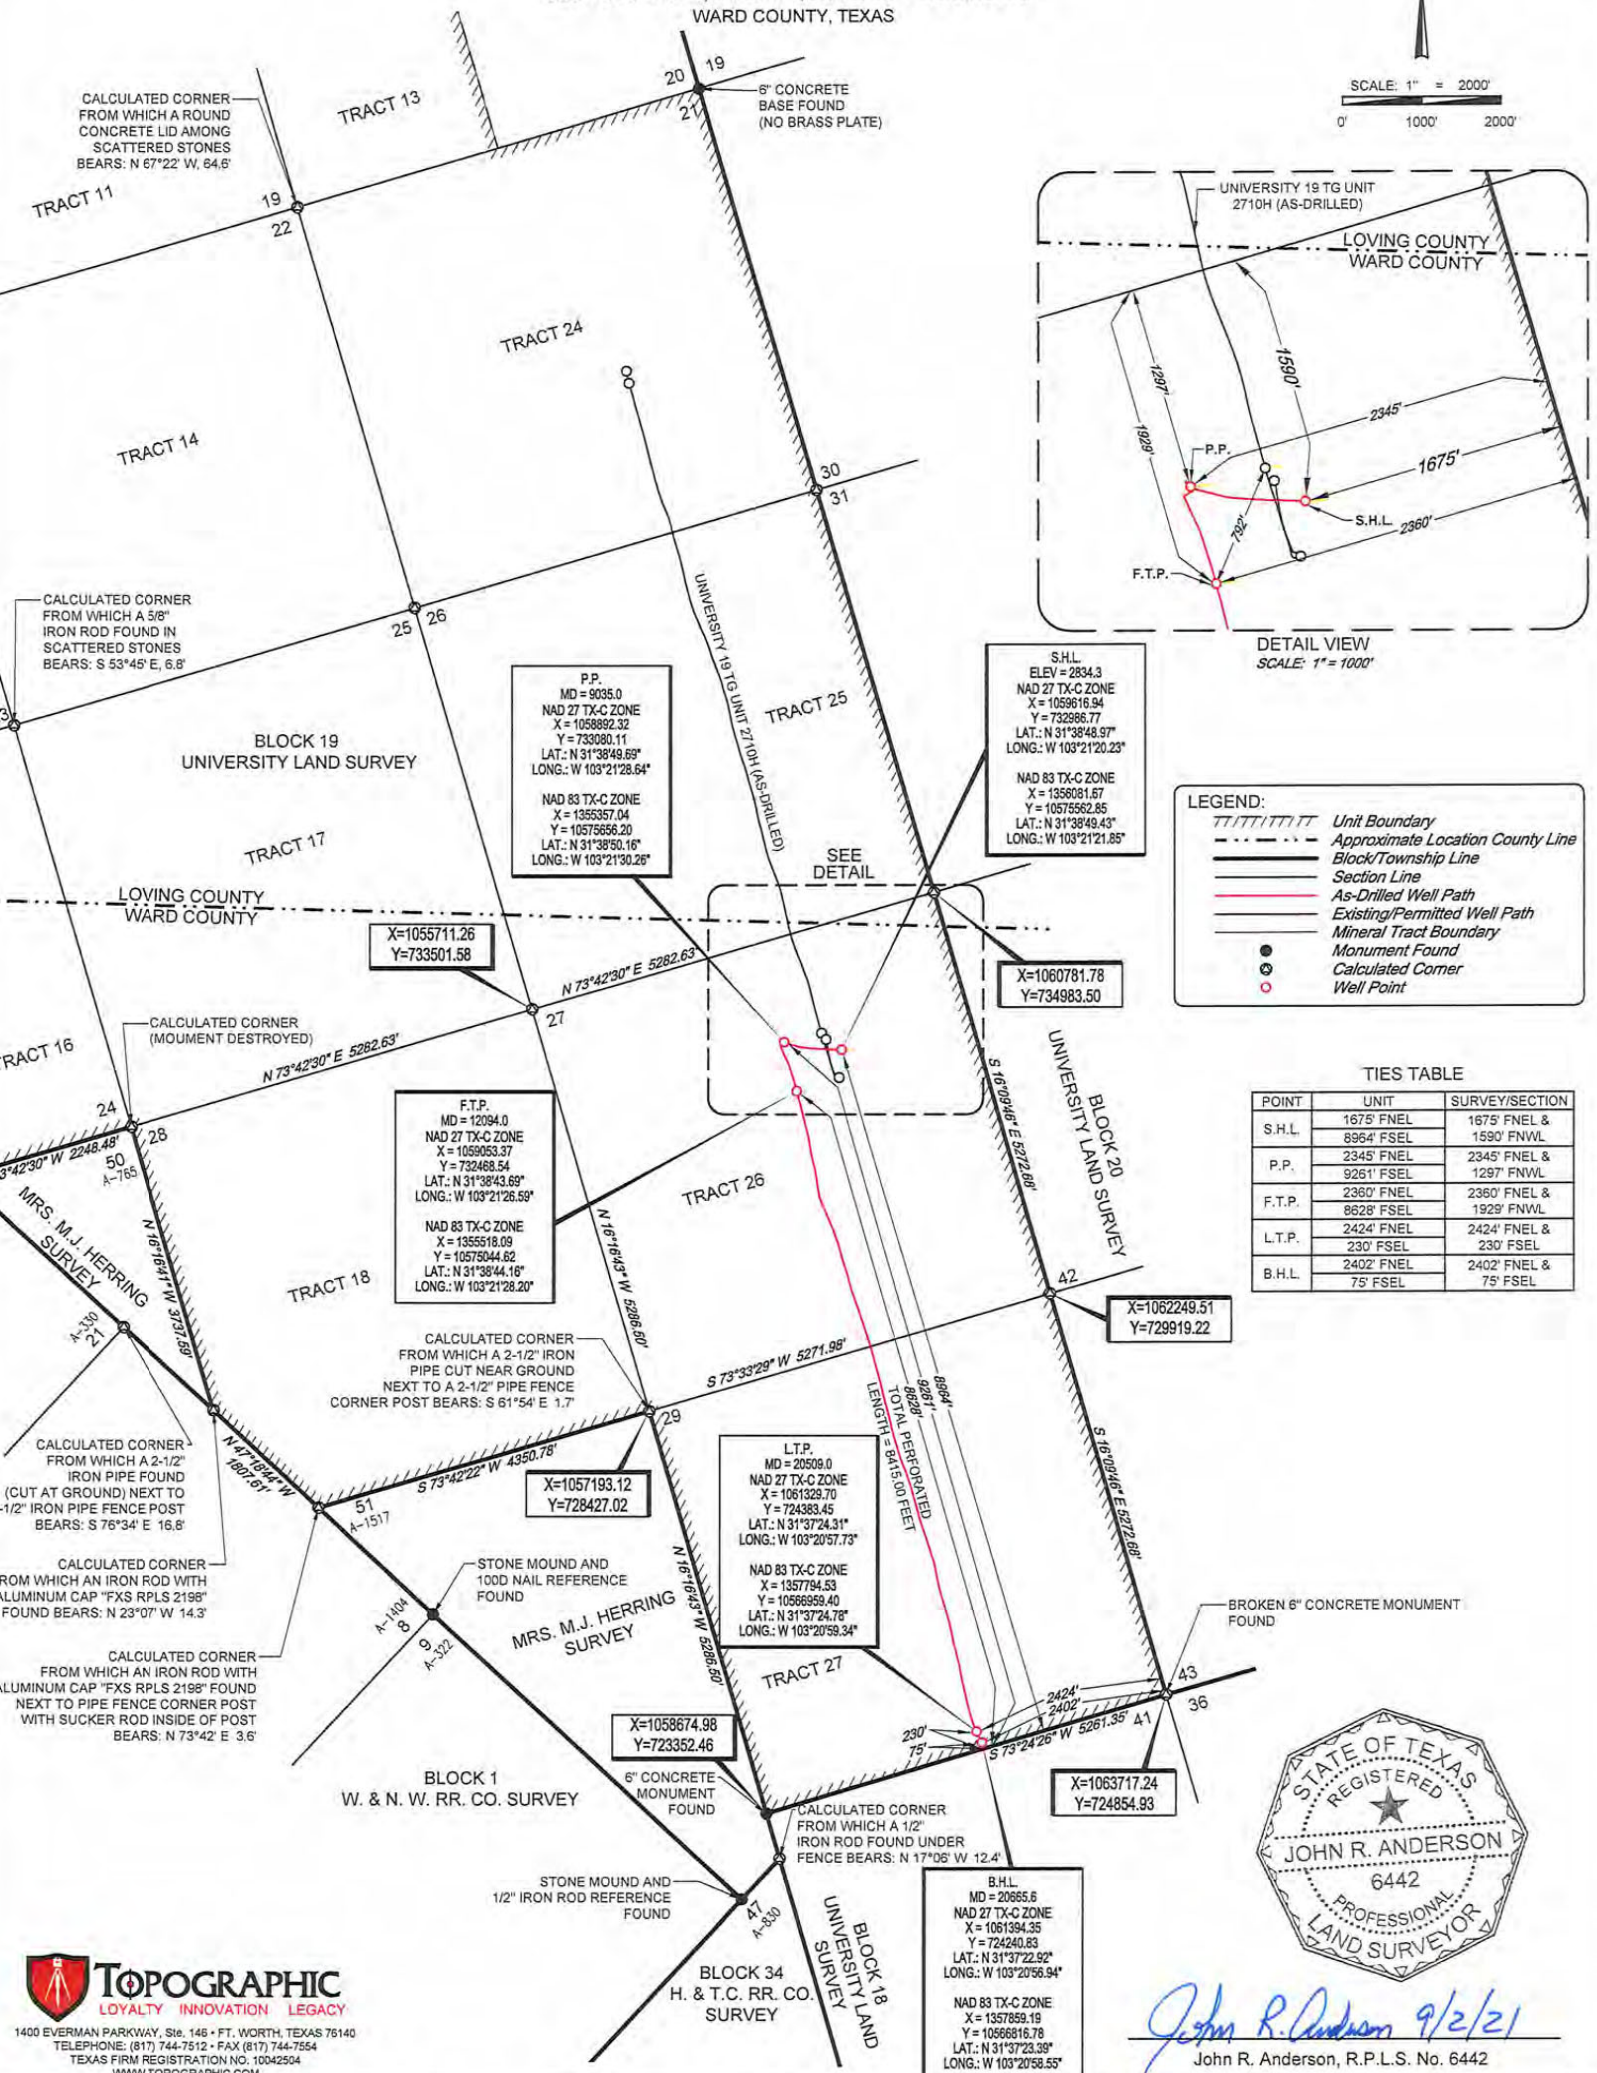 WARD COUNTY, TEXAS
SCALE: 1" = 2000'
0' 1000' 2000'
CALCULATED CORNER
FROM WHICH A ROUND
CONCRETE LID AMONG
SCATTERED STONES
BEARS: N 67°22' W, 64.6'
TRACT 13
20 19
21
6" CONCRETE
BASE FOUND
(NO BRASS PLATE)
TRACT 11
19
22
UNIVERSITY 19 TG UNIT
2710H (AS-DRILLED)
LOVING COUNTY
WARD COUNTY
1590'
1297'
1929'
2345'
1675'
P.P.
792'
S.H.L.
2360'
F.T.P.
DETAIL VIEW
SCALE: 1" = 1000'
TRACT 24
TRACT 14
30
31
CALCULATED CORNER
FROM WHICH A 5/8"
IRON ROD FOUND IN
SCATTERED STONES
BEARS: S 53°45' E, 6.8'
25 26
UNIVERSITY 19 TG UNIT 2710H (AS-DRILLED)
TRACT 25
BLOCK 19
UNIVERSITY LAND SURVEY
P.P.
MD = 9035.0
NAD 27 TX-C ZONE
X = 1058892.32
Y = 733080.11
LAT.: N 31°38'49.69"
LONG.: W 103°21'28.64"
NAD 83 TX-C ZONE
X = 1355357.04
Y = 10575656.20
LAT.: N 31°38'50.16"
LONG.: W 103°21'30.26"
S.H.L.
ELEV = 2834.3
NAD 27 TX-C ZONE
X = 1059616.94
Y = 732986.77
LAT.: N 31°38'48.97"
LONG.: W 103°21'20.23"
NAD 83 TX-C ZONE
X = 1356081.67
Y = 10575562.85
LAT.: N 31°38'49.43"
LONG.: W 103°21'21.85"
LEGEND:
Unit Boundary
Approximate Location County Line
Block/Township Line
Section Line
As-Drilled Well Path
Existing/Permitted Well Path
Mineral Tract Boundary
Monument Found
Calculated Corner
Well Point
TRACT 17
SEE
DETAIL
LOVING COUNTY
WARD COUNTY
X=1055711.26
Y=733501.58
N 73°42'30" E 5282.63'
27
X=1060781.78
Y=734983.50
TRACT 16
CALCULATED CORNER
(MOUMENT DESTROYED)
N 73°42'30" E 5282.63'
24
28
3°42'30" W 2248.48'
50
A-765
S 16°09'46" E 5272.68'
BLOCK 20
UNIVERSITY LAND SURVEY
TIES TABLE
POINT UNIT SURVEY/SECTION
S.H.L. 1675' FNEL 1675' FNEL &
8964' FSEL 1590' FNWL
P.P. 2345' FNEL 2345' FNEL &
9261' FSEL 1297' FNWL
F.T.P. 2360' FNEL 2360' FNEL &
8628' FSEL 1929' FNWL
L.T.P. 2424' FNEL 2424' FNEL &
230' FSEL 230' FSEL
B.H.L. 2402' FNEL 2402' FNEL &
75' FSEL 75' FSEL
F.T.P.
MD = 12094.0
NAD 27 TX-C ZONE
X = 1059053.37
Y = 732468.54
LAT.: N 31°38'43.69"
LONG.: W 103°21'26.59"
NAD 83 TX-C ZONE
X = 1355518.09
Y = 10575044.62
LAT.: N 31°38'44.16"
LONG.: W 103°21'28.20"
TRACT 26
MRS. M.J. HERRING
SURVEY
N 16°16'41" W 3737.59'
TRACT 18
N 16°16'43" W 5286.50'
42
X=1062249.51
Y=729919.22
A-330
21
CALCULATED CORNER
FROM WHICH A 2-1/2" IRON
PIPE CUT NEAR GROUND
NEXT TO A 2-1/2" PIPE FENCE
CORNER POST BEARS: S 61°54' E 1.7'
S 73°33'29" W 5271.98'
29
8964'
9261'
8628'
TOTAL PERFORATED
LENGTH = 8415.00 FEET
CALCULATED CORNER
FROM WHICH A 2-1/2"
IRON PIPE FOUND
(CUT AT GROUND) NEXT TO
-1/2" IRON PIPE FENCE POST
BEARS: S 76°34' E 16.8'
N 47°18'44" W
1807.61'
S 73°42'22" W 4350.78'
51
A-1517
X=1057193.12
Y=728427.02
L.T.P.
MD = 20509.0
NAD 27 TX-C ZONE
X = 1061329.70
Y = 724383.45
LAT.: N 31°37'24.31"
LONG.: W 103°20'57.73"
NAD 83 TX-C ZONE
X = 1357794.53
Y = 10566959.40
LAT.: N 31°37'24.78"
LONG.: W 103°20'59.34"
S 16°09'46" E 5272.68'
CALCULATED CORNER
ROM WHICH AN IRON ROD WITH
ALUMINUM CAP "FXS RPLS 2198"
FOUND BEARS: N 23°07' W 14.3'
STONE MOUND AND
100D NAIL REFERENCE
FOUND
A-1404
8
9
A-322
MRS. M.J. HERRING
SURVEY
N 16°16'43" W 5286.50'
BROKEN 6" CONCRETE MONUMENT
FOUND
CALCULATED CORNER
FROM WHICH AN IRON ROD WITH
ALUMINUM CAP "FXS RPLS 2198" FOUND
NEXT TO PIPE FENCE CORNER POST
WITH SUCKER ROD INSIDE OF POST
BEARS: N 73°42' E 3.6'
TRACT 27
2424'
2402'
43
41 36
230'
75'
S 73°24'26" W 5261.35'
X=1058674.98
Y=723352.46
X=1063717.24
Y=724854.93
BLOCK 1
W. & N. W. RR. CO. SURVEY
6" CONCRETE
MONUMENT
FOUND
CALCULATED CORNER
FROM WHICH A 1/2"
IRON ROD FOUND UNDER
FENCE BEARS: N 17°06' W 12.4'
STONE MOUND AND
1/2" IRON ROD REFERENCE
FOUND
47
A-830
BLOCK 18
UNIVERSITY LAND
SURVEY
BLOCK 34
H. & T.C. RR. CO.
SURVEY
B.H.L.
MD = 20665.6
NAD 27 TX-C ZONE
X = 1061394.35
Y = 724240.83
LAT.: N 31°37'22.92"
LONG.: W 103°20'56.94"
NAD 83 TX-C ZONE
X = 1357859.19
Y = 10566816.78
LAT.: N 31°37'23.39"
LONG.: W 103°20'58.55"
STATE OF TEXAS
REGISTERED
JOHN R. ANDERSON
6442
PROFESSIONAL
LAND SURVEYOR
John R. Anderson 9/2/21
John R. Anderson, R.P.L.S. No. 6442
TOPOGRAPHIC
LOYALTY INNOVATION LEGACY
1400 EVERMAN PARKWAY, Ste. 146 • FT. WORTH, TEXAS 76140
TELEPHONE: (817) 744-7512 • FAX (817) 744-7554
TEXAS FIRM REGISTRATION NO. 10042504
WWW.TOPOGRAPHIC.COM